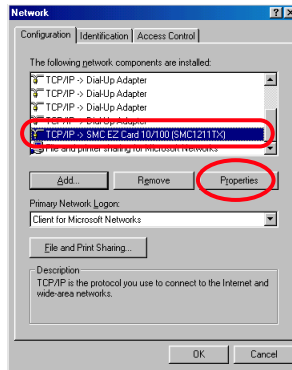 Network
Configuration Identification Access Control
The following network components are installed:
TCP/IP -> Dial-Up Adapter
TCP/IP -> Dial-Up Adapter
TCP/IP -> Dial-Up Adapter
TCP/IP -> SMC EZ Card 10/100 (SMC1211TX)
File and printer sharing for Microsoft Networks
Add... Remove Properties
Primary Network Logon:
Client for Microsoft Networks
File and Print Sharing...
Description
TCP/IP is the protocol you use to connect to the Internet and
wide-area networks.
OK Cancel